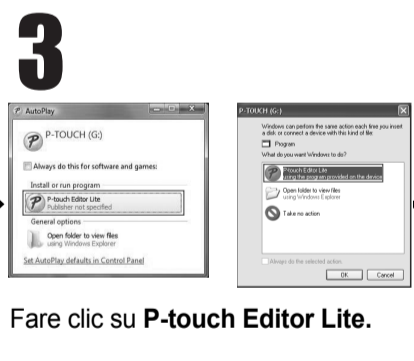 3
AutoPlay
P-TOUCH (G:)
Always do this for software and games:
Install or run program
P-touch Editor Lite
Publisher not specified
General options
Open folder to view files
using Windows Explorer
Set AutoPlay defaults in Control Panel
P-TOUCH (G:)
Windows can perform the same action each time you insert
a disk or connect a device with this kind of file:
Program
What do you want Windows to do?
P-touch Editor Lite
using the program provided on the device
Open folder to view files
using Windows Explorer
Take no action
Always do the selected action.
OK
Cancel
Fare clic su P-touch Editor Lite.